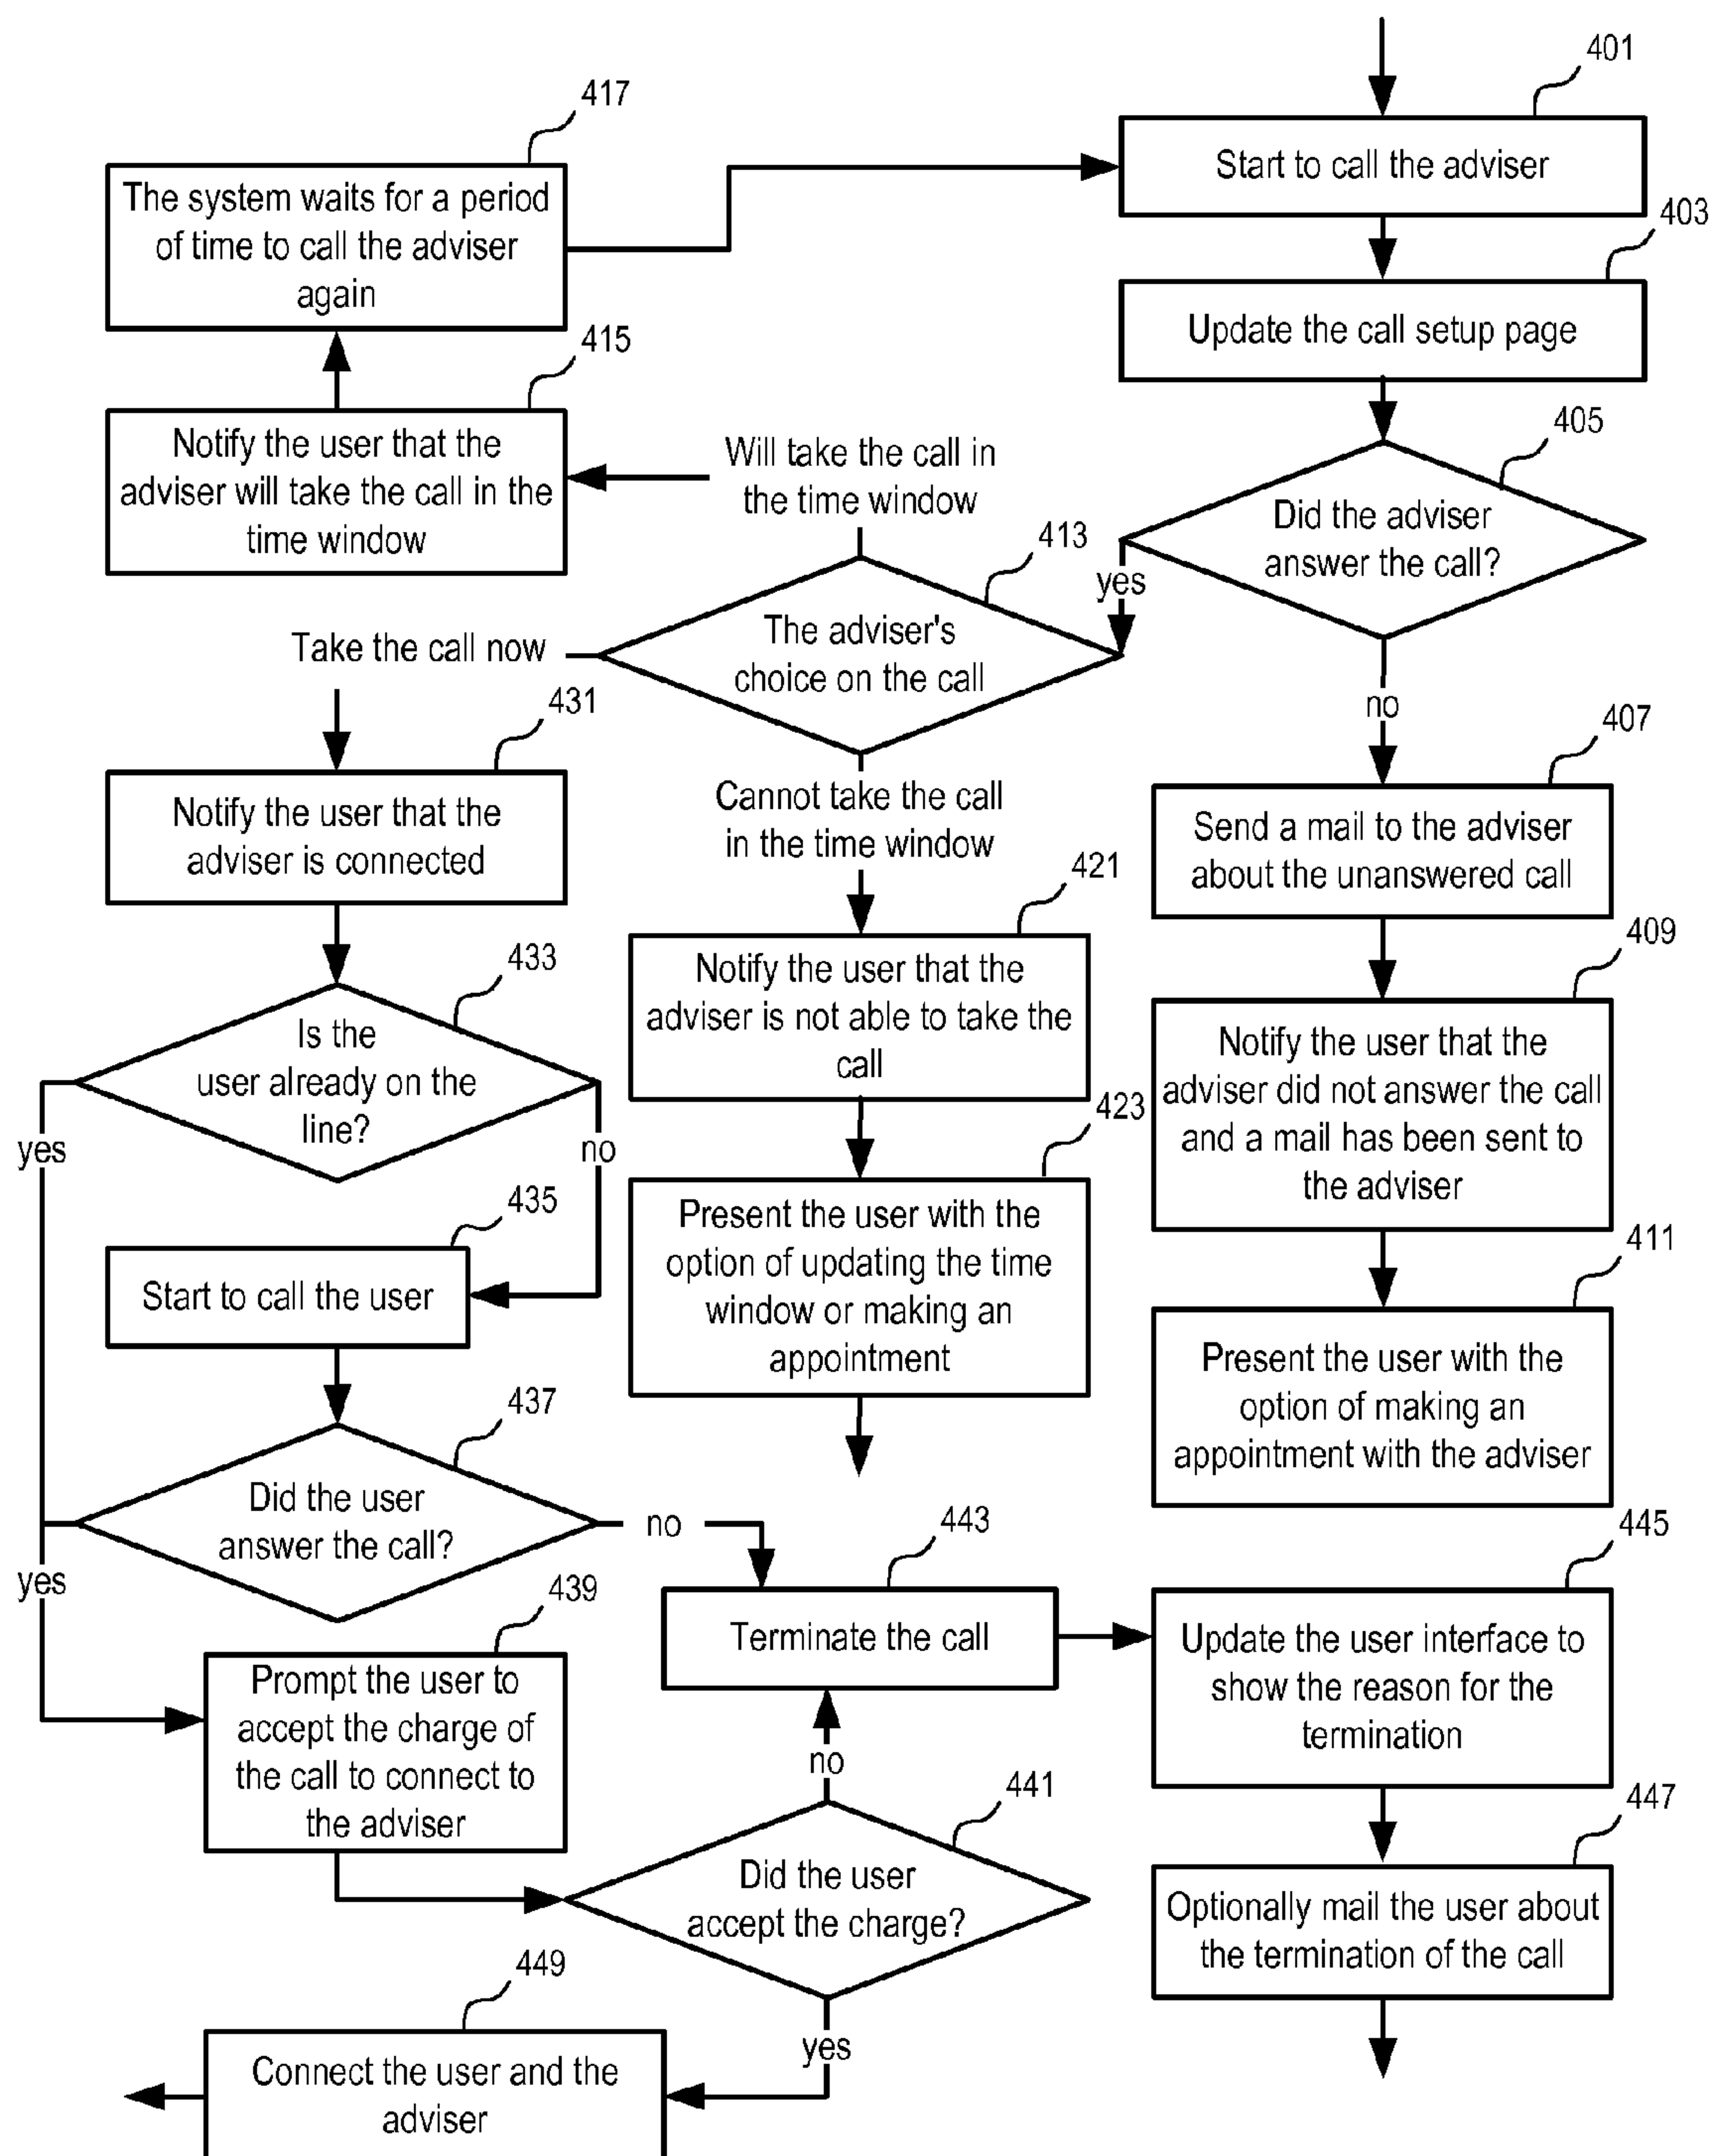 401
Start to call the adviser
403
Update the call setup page
405
Did the adviser
answer the call?
yes
no
407
Send a mail to the adviser
about the unanswered call
409
Notify the user that the
adviser did not answer the call
and a mail has been sent to
the adviser
411
Present the user with the
option of making an
appointment with the adviser
413
The adviser's
choice on the call
Will take the call in
the time window
415
Notify the user that the
adviser will take the call in the
time window
417
The system waits for a period
of time to call the adviser
again
Cannot take the call
in the time window
421
Notify the user that the
adviser is not able to take the
call
423
Present the user with the
option of updating the time
window or making an
appointment
Take the call now
431
Notify the user that the
adviser is connected
433
Is the
user already on the
line?
yes
no
435
Start to call the user
437
Did the user
answer the call?
yes
no
439
Prompt the user to
accept the charge of
the call to connect to
the adviser
441
Did the user
accept the charge?
no
yes
443
Terminate the call
445
Update the user interface to
show the reason for the
termination
447
Optionally mail the user about
the termination of the call
449
Connect the user and the
adviser